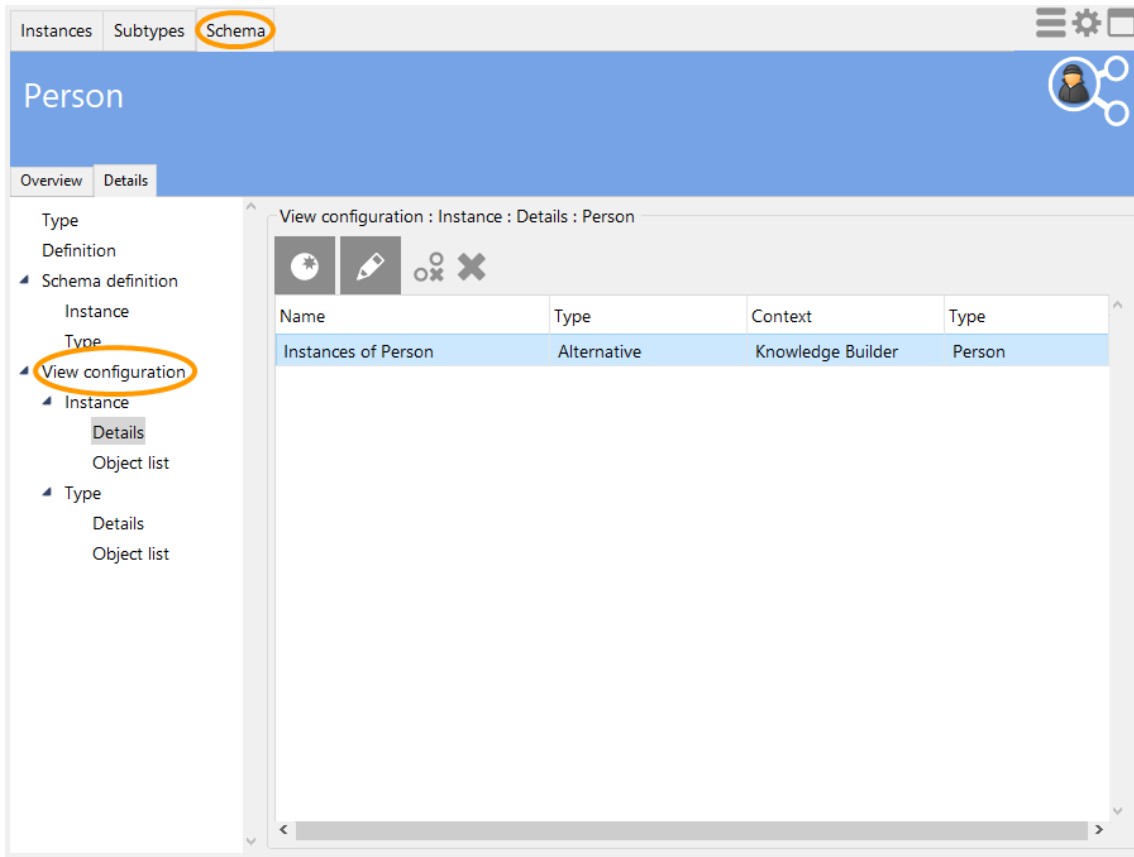 Instances Subtypes Schema
Person
Overview Details
Type
Definition
Schema definition
Instance
Type
View configuration
Instance
Details
Object list
Type
Details
Object list
View configuration : Instance : Details : Person
Name Type Context Type
Instances of Person Alternative Knowledge Builder Person